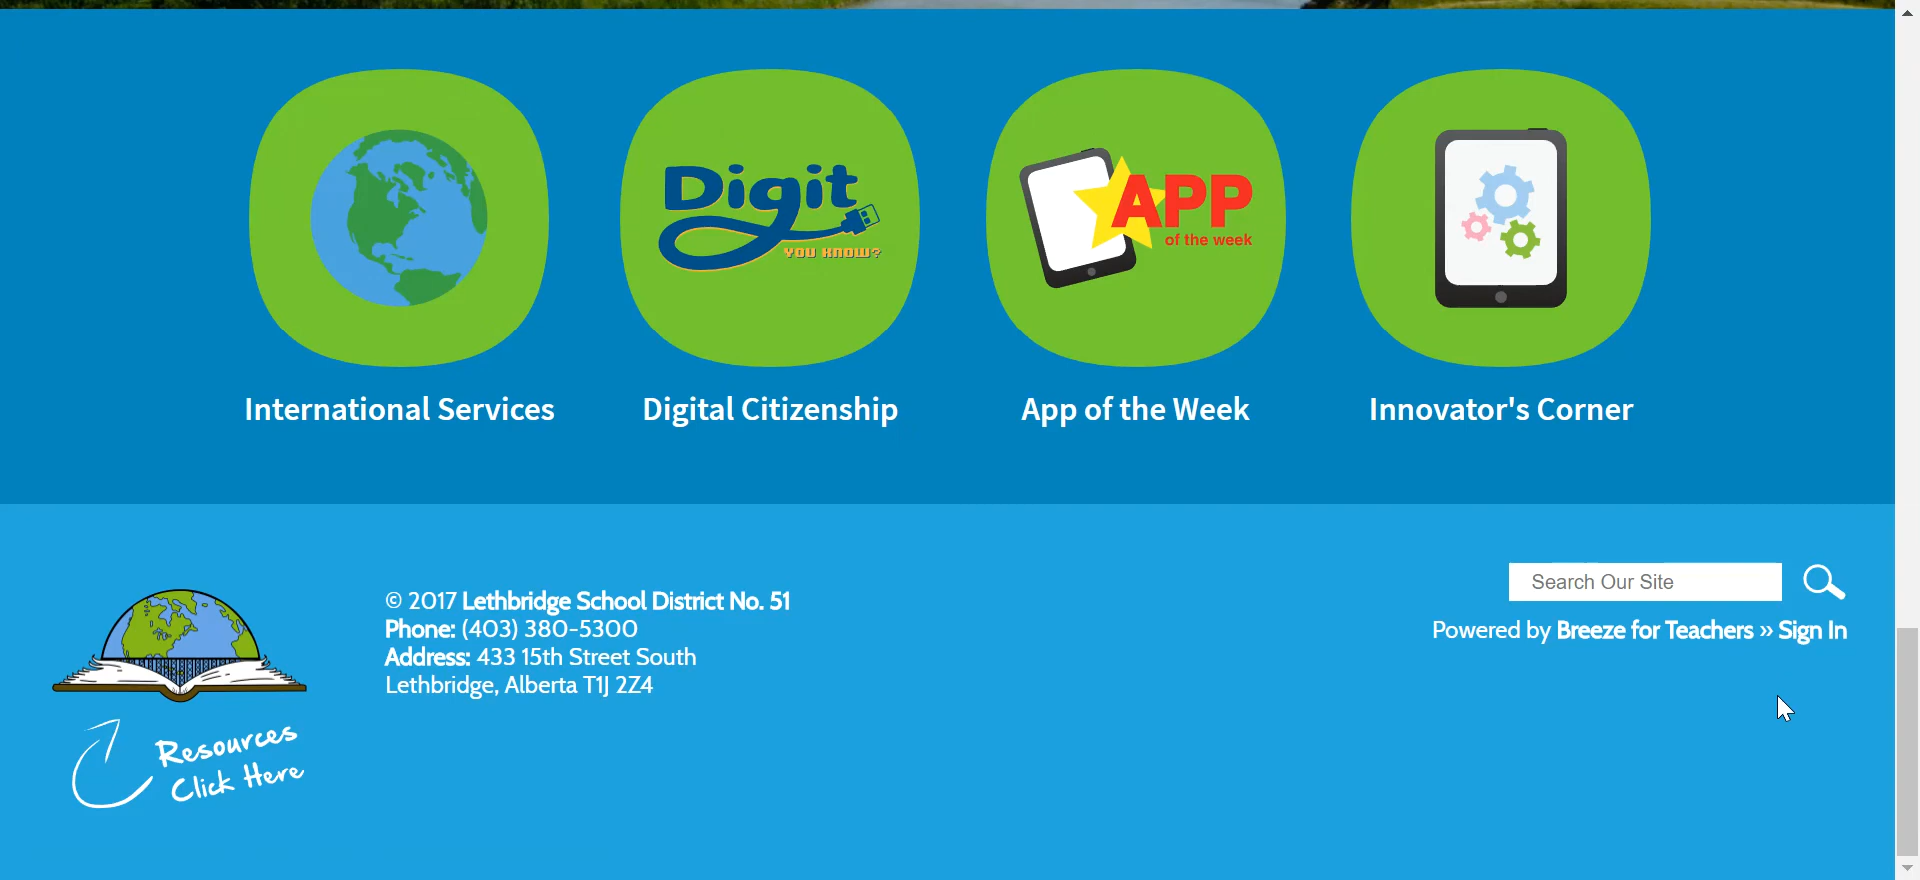 Digit
YOU KNOW?
APP
of the week
International Services
Digital Citizenship
App of the Week
Innovator's Corner
© 2017 Lethbridge School District No. 51
Phone: (403) 380-5300
Address: 433 15th Street South
Lethbridge, Alberta T1J 2Z4
Search Our Site
Powered by Breeze for Teachers » Sign In
Resources
Click Here